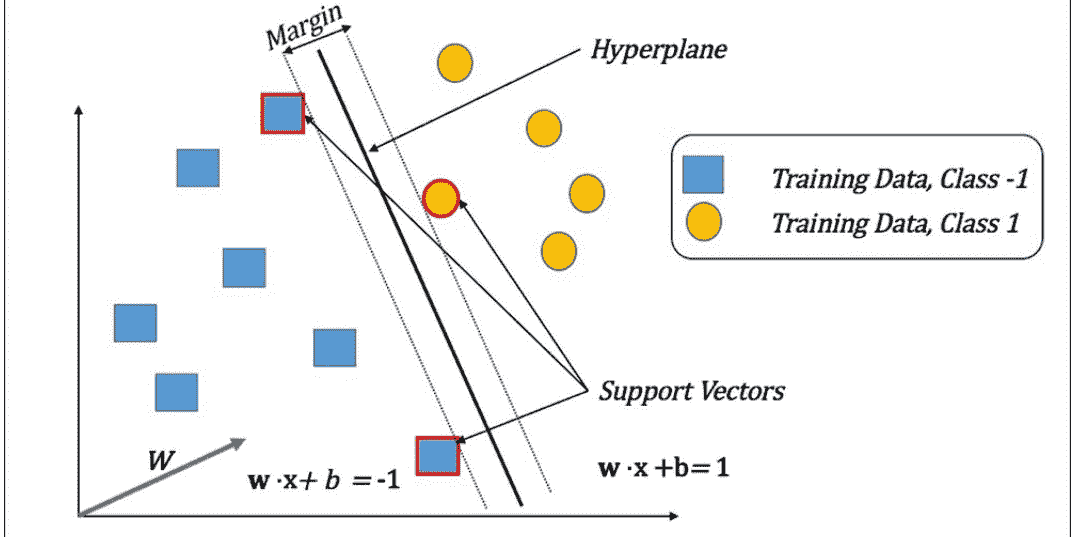 Margin
Hyperplane
Training Data, Class -1
Training Data, Class 1
Support Vectors
W
w ·x+ b = -1
w ·x +b= 1